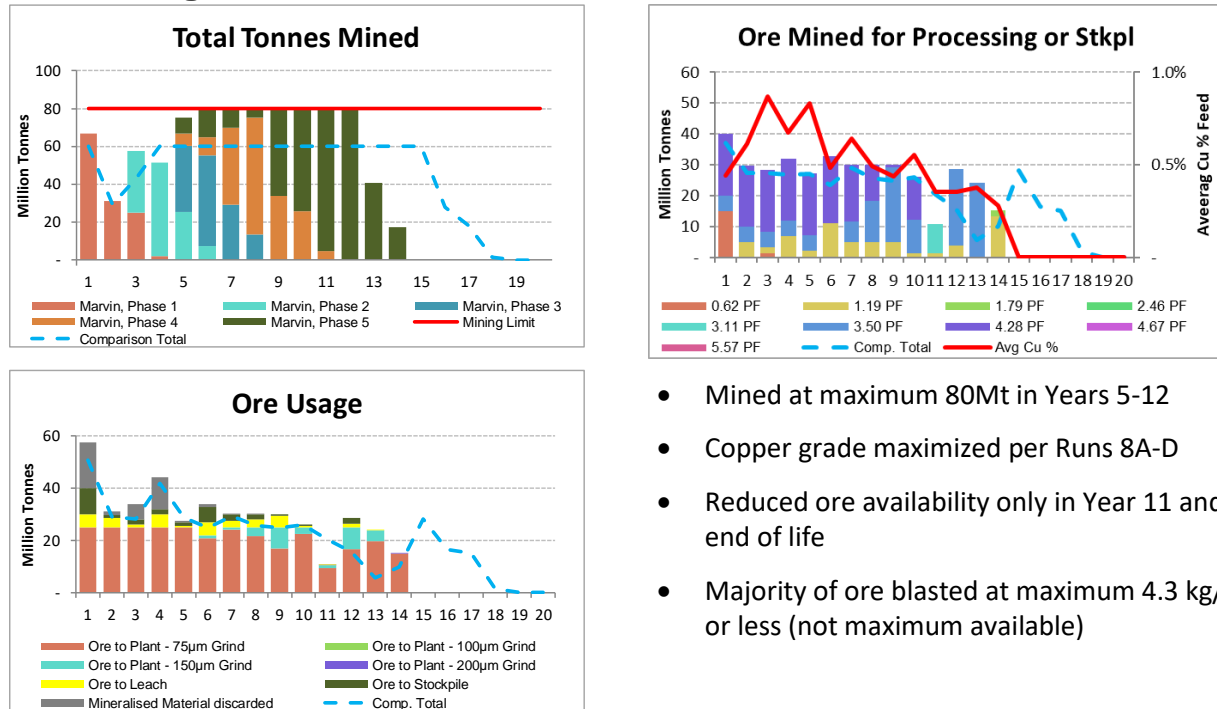 Total Tonnes Mined
Million Tonnes
100
80
60
40
20
-
1 3 5 7 9 11 13 15 17 19
Marvin, Phase 1 Marvin, Phase 2 Marvin, Phase 3
Marvin, Phase 4 Marvin, Phase 5 Mining Limit
Comparison Total
Ore Mined for Processing or Stkpl
Million Tonnes
60
50
40
30
20
10
-
1.0%
0.5%
-
Aveerag Cu % Feed
1 2 3 4 5 6 7 8 9 10 11 12 13 14 15 16 17 18 19 20
0.62 PF 1.19 PF 1.79 PF 2.46 PF
3.11 PF 3.50 PF 4.28 PF 4.67 PF
5.57 PF Comp. Total Avg Cu %
Ore Usage
Million Tonnes
60
40
20
-
1 2 3 4 5 6 7 8 9 10 11 12 13 14 15 16 17 18 19 20
Ore to Plant - 75µm Grind Ore to Plant - 100µm Grind
Ore to Plant - 150µm Grind Ore to Plant - 200µm Grind
Ore to Leach Ore to Stockpile
Mineralised Material discarded Comp. Total
• Mined at maximum 80Mt in Years 5-12
• Copper grade maximized per Runs 8A-D
• Reduced ore availability only in Year 11 and
end of life
• Majority of ore blasted at maximum 4.3 kg/
or less (not maximum available)